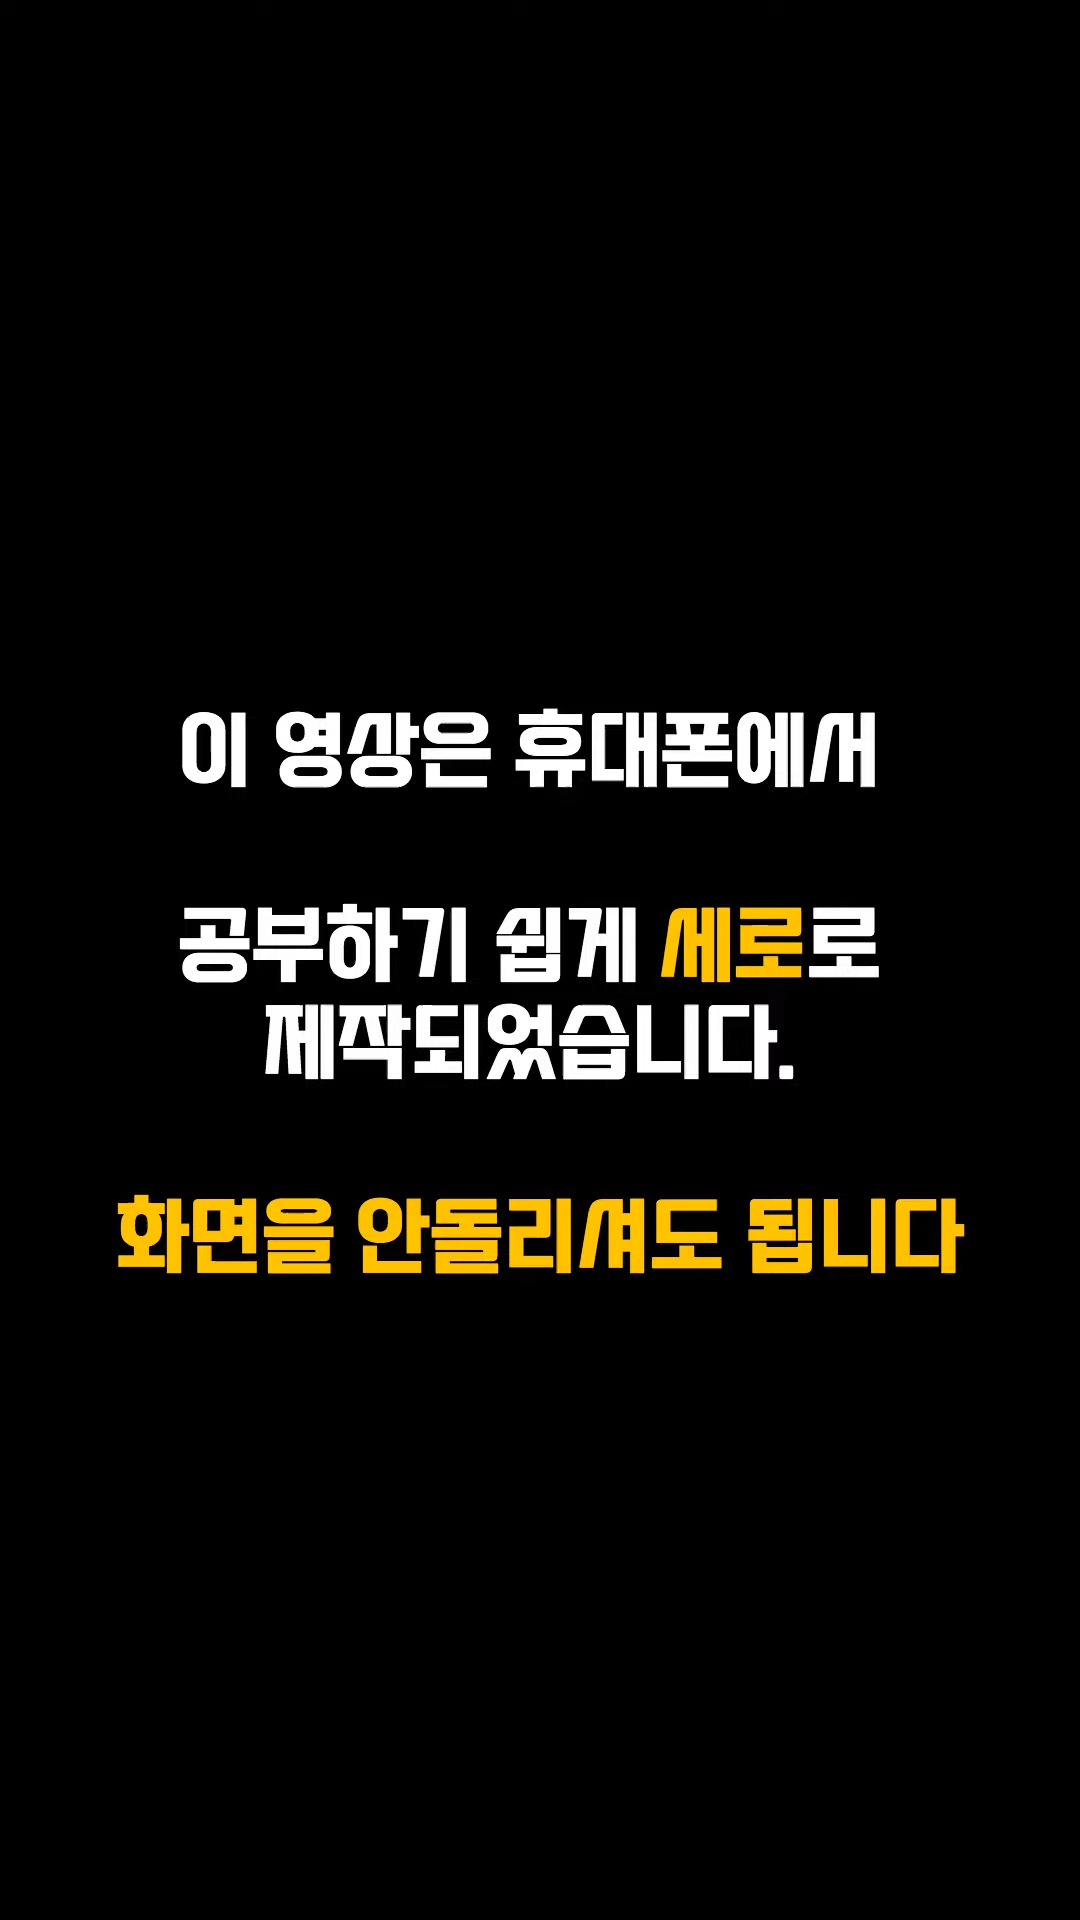 이 영상은 휴대폰에서
공부하기 쉽게 세로로
제작되었습니다.
화면을 안돌리셔도 됩니다